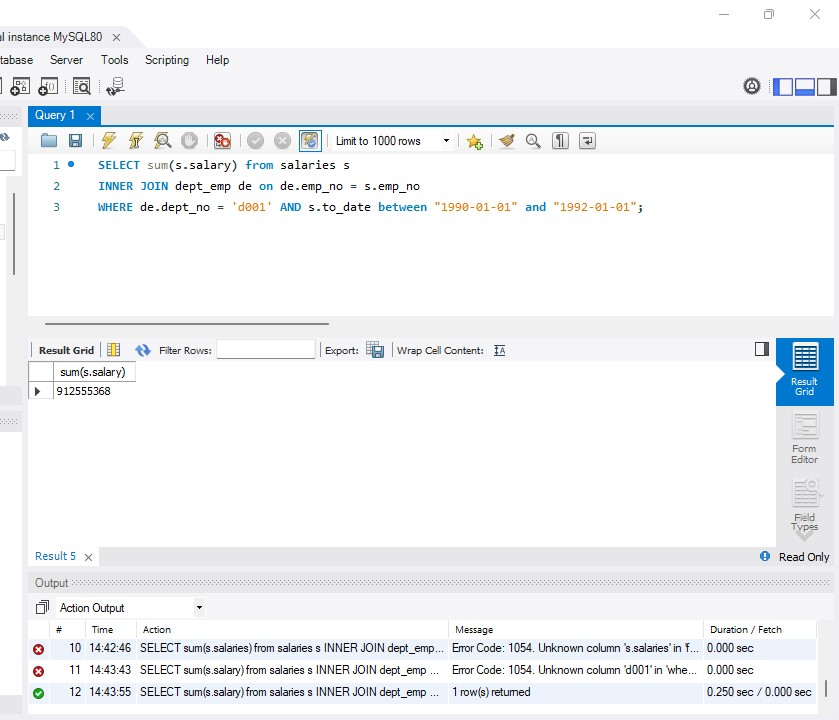 al instance MySQL80
tabase Server Tools Scripting Help
Query 1
Limit to 1000 rows
1 SELECT sum(s.salary) from salaries s
2 INNER JOIN dept_emp de on de.emp_no = s.emp_no
3 WHERE de.dept_no = 'd001' AND s.to_date between "1990-01-01" and "1992-01-01";
Result Grid Filter Rows: Export: Wrap Cell Content:
sum(s.salary)
912555368
Result
Grid
Form
Editor
Field
Types
Result 5
Read Only
Output
Action Output
# Time Action Message Duration / Fetch
10 14:42:46 SELECT sum(s.salaries) from salaries s INNER JOIN dept_emp... Error Code: 1054. Unknown column 's.salaries' in 'f... 0.000 sec
11 14:43:43 SELECT sum(s.salary) from salaries s INNER JOIN dept_emp ... Error Code: 1054. Unknown column 'd001' in 'whe... 0.000 sec
12 14:43:55 SELECT sum(s.salary) from salaries s INNER JOIN dept_emp ... 1 row(s) returned 0.250 sec / 0.000 sec